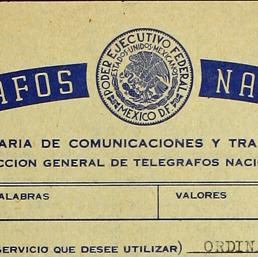 AFOS NA
PODER EJECUTIVO FEDERAL
ESTADOS UNIDOS MEXICANOS
MEXICO D.F.
ARIA DE COMUNICACIONES Y TRA
CCION GENERAL DE TELEGRAFOS NACI
ALABRAS VALORES
SERVICIO QUE DESEE UTILIZAR) ORDINA